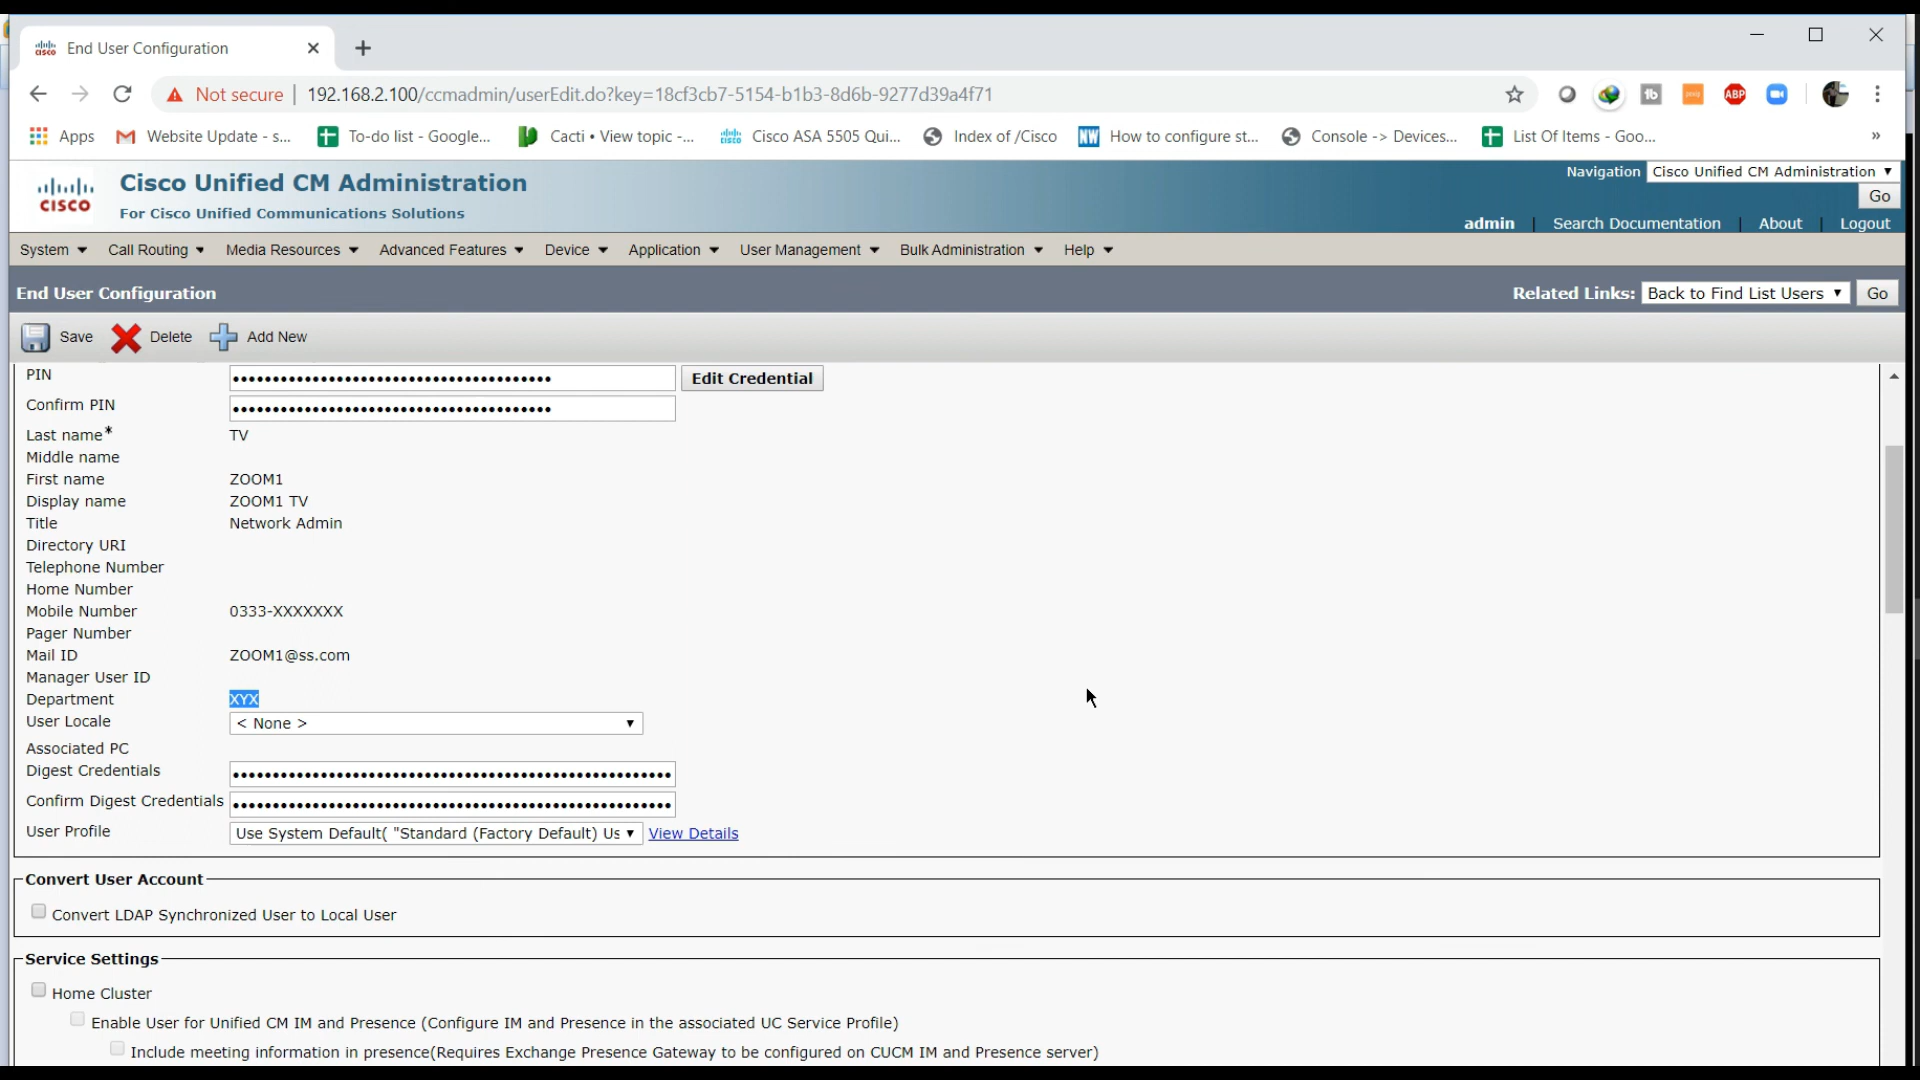 End User Configuration
Not secure | 192.168.2.100/ccmadmin/userEdit.do?key=18cf3cb7-5154-b1b3-8d6b-9277d39a4f71
ABP
Apps Website Update - s... To-do list - Google... Cacti • View topic -... Cisco ASA 5505 Qui... Index of /Cisco NW How to configure st... Console -> Devices... List Of Items - Goo... »
CISCO
Cisco Unified CM Administration
For Cisco Unified Communications Solutions
Navigation Cisco Unified CM Administration
Go
admin | Search Documentation | About | Logout
System Call Routing Media Resources Advanced Features Device Application User Management Bulk Administration Help
End User Configuration
Related Links: Back to Find List Users Go
Save Delete Add New
PIN •••••••••••••••••••••••••••••••••••••••• Edit Credential
Confirm PIN ••••••••••••••••••••••••••••••••••••••••
Last name* TV
Middle name
First name ZOOM1
Display name ZOOM1 TV
Title Network Admin
Directory URI
Telephone Number
Home Number
Mobile Number 0333-XXXXXXX
Pager Number
Mail ID ZOOM1@ss.com
Manager User ID
Department XYX
User Locale < None >
Associated PC
Digest Credentials •••••••••••••••••••••••••••••••••••••••••••••••••••••••
Confirm Digest Credentials •••••••••••••••••••••••••••••••••••••••••••••••••••••••
User Profile Use System Default( "Standard (Factory Default) Us View Details
Convert User Account
Convert LDAP Synchronized User to Local User
Service Settings
Home Cluster
Enable User for Unified CM IM and Presence (Configure IM and Presence in the associated UC Service Profile)
Include meeting information in presence(Requires Exchange Presence Gateway to be configured on CUCM IM and Presence server)